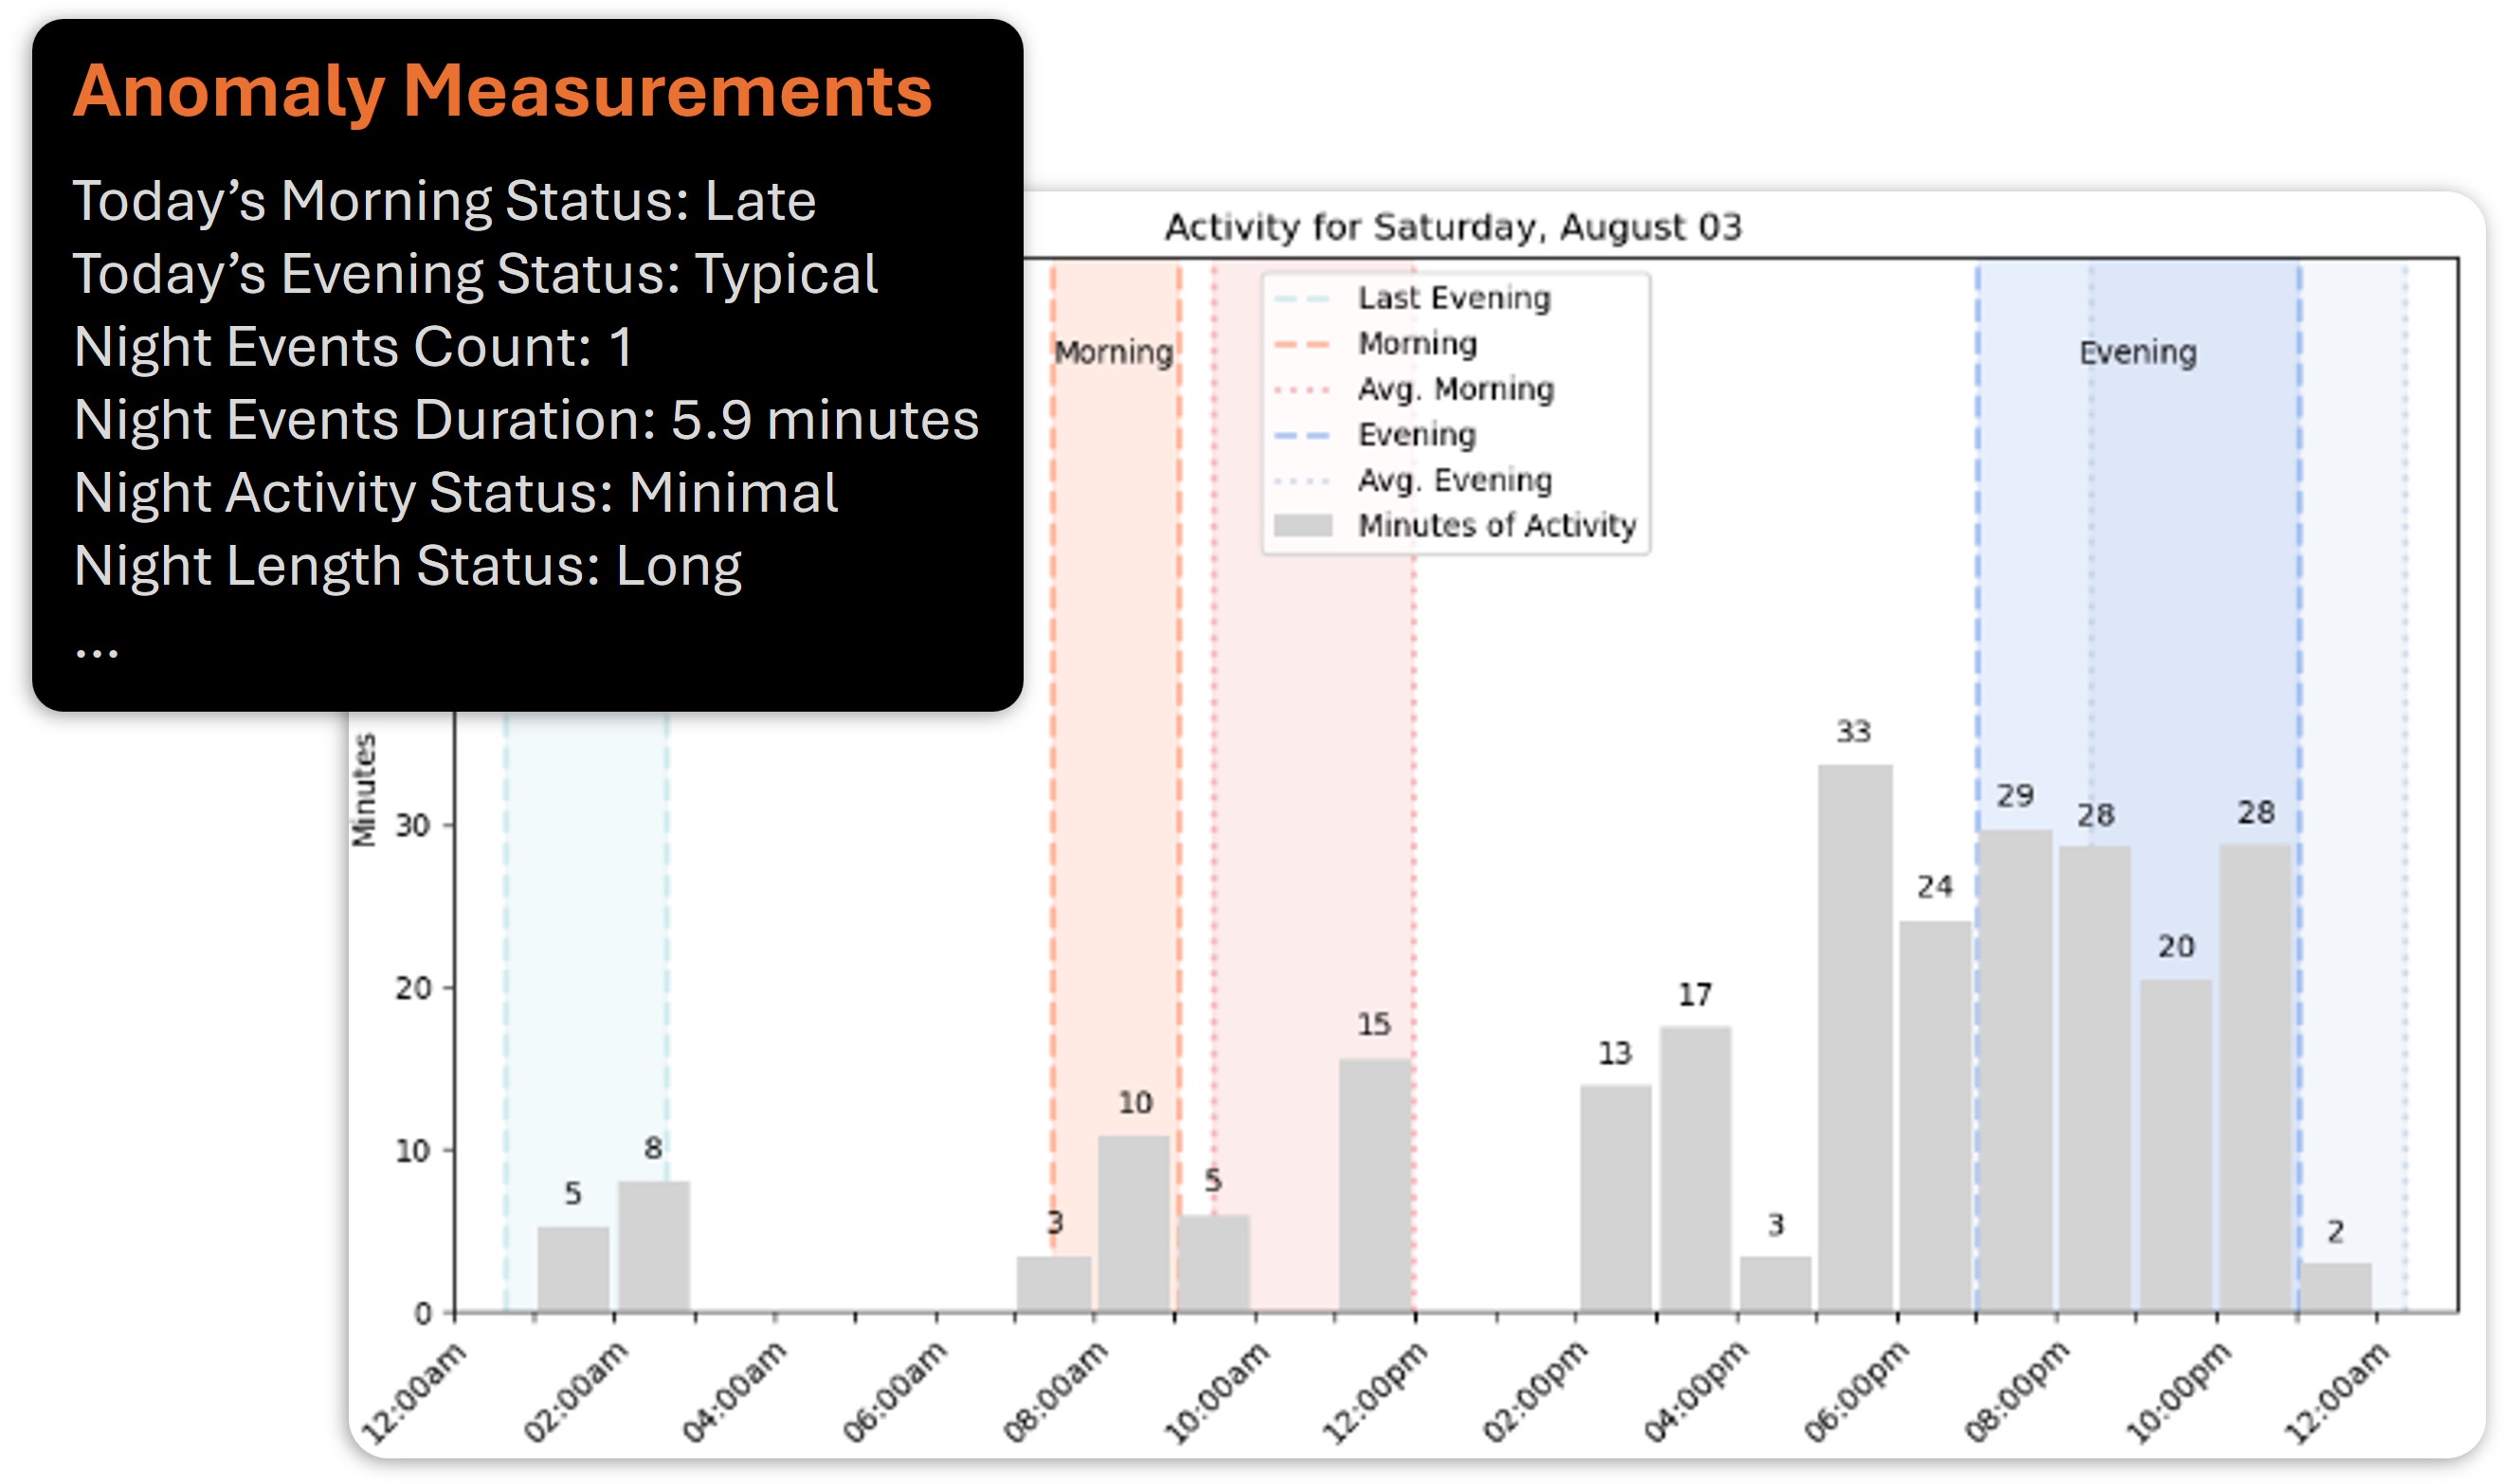 Anomaly Measurements
Today’s Morning Status: Late
Today’s Evening Status: Typical
Night Events Count: 1
Night Events Duration: 5.9 minutes
Night Activity Status: Minimal
Night Length Status: Long
...
Activity for Saturday, August 03
Last Evening
Morning
Avg. Morning
Evening
Avg. Evening
Minutes of Activity
Morning
Evening
Minutes
30
20
10
0
5
8
3
10
5
15
13
17
3
33
24
29
28
20
28
2
12:00am
02:00am
04:00am
06:00am
08:00am
10:00am
12:00pm
02:00pm
04:00pm
06:00pm
08:00pm
10:00pm
12:00am